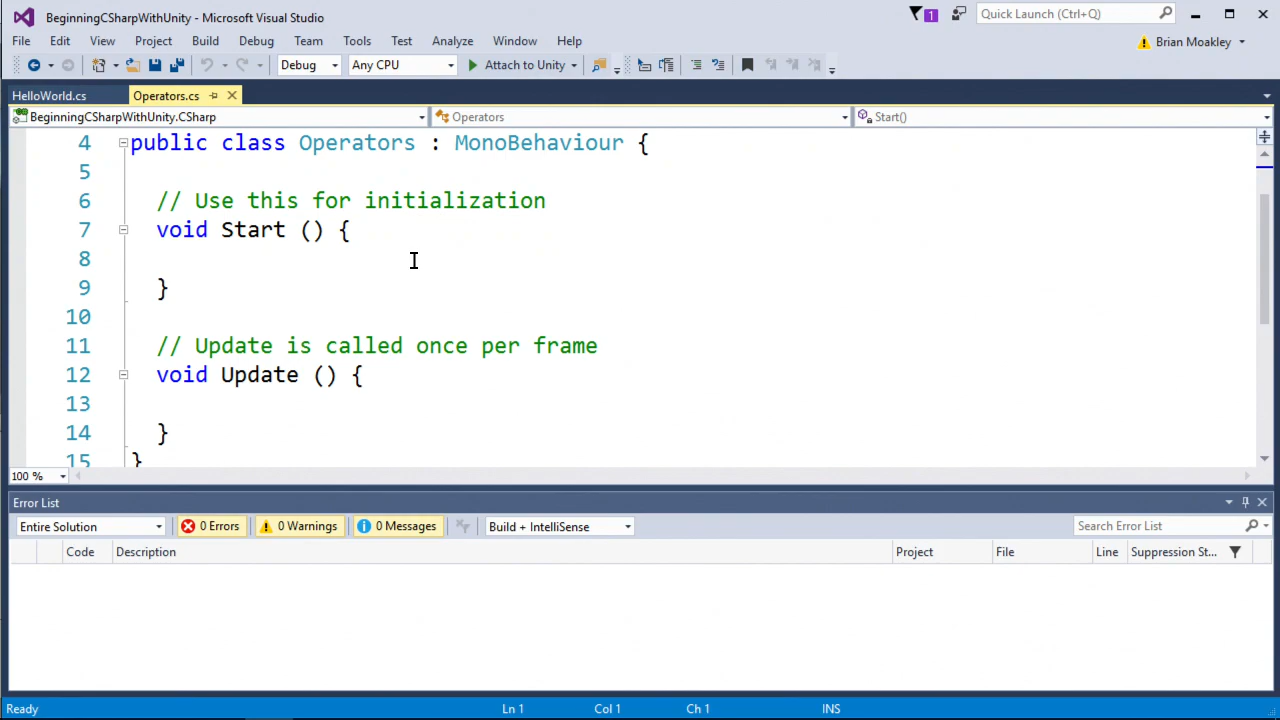 BeginningCSharpWithUnity - Microsoft Visual Studio
1
Quick Launch (Ctrl+Q)
File Edit View Project Build Debug Team Tools Test Analyze Window Help
Brian Moakley
Debug Any CPU Attach to Unity
HelloWorld.cs Operators.cs
BeginningCSharpWithUnity.CSharp Operators Start()
4 public class Operators : MonoBehaviour {
5
6 // Use this for initialization
7 void Start () {
8
9 }
10
11 // Update is called once per frame
12 void Update () {
13
14 }
15 }
100 %
Error List
Entire Solution 0 Errors 0 Warnings 0 Messages Build + IntelliSense Search Error List
Code Description Project File Line Suppression St...
Ready Ln 1 Col 1 Ch 1 INS